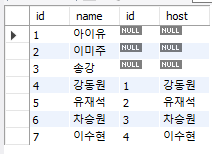 id name id host
1 아이유 NULL NULL
2 이미주 NULL NULL
3 송강 NULL NULL
4 강동원 1 강동원
5 유재석 2 유재석
6 차승원 3 차승원
7 이수현 4 이수현